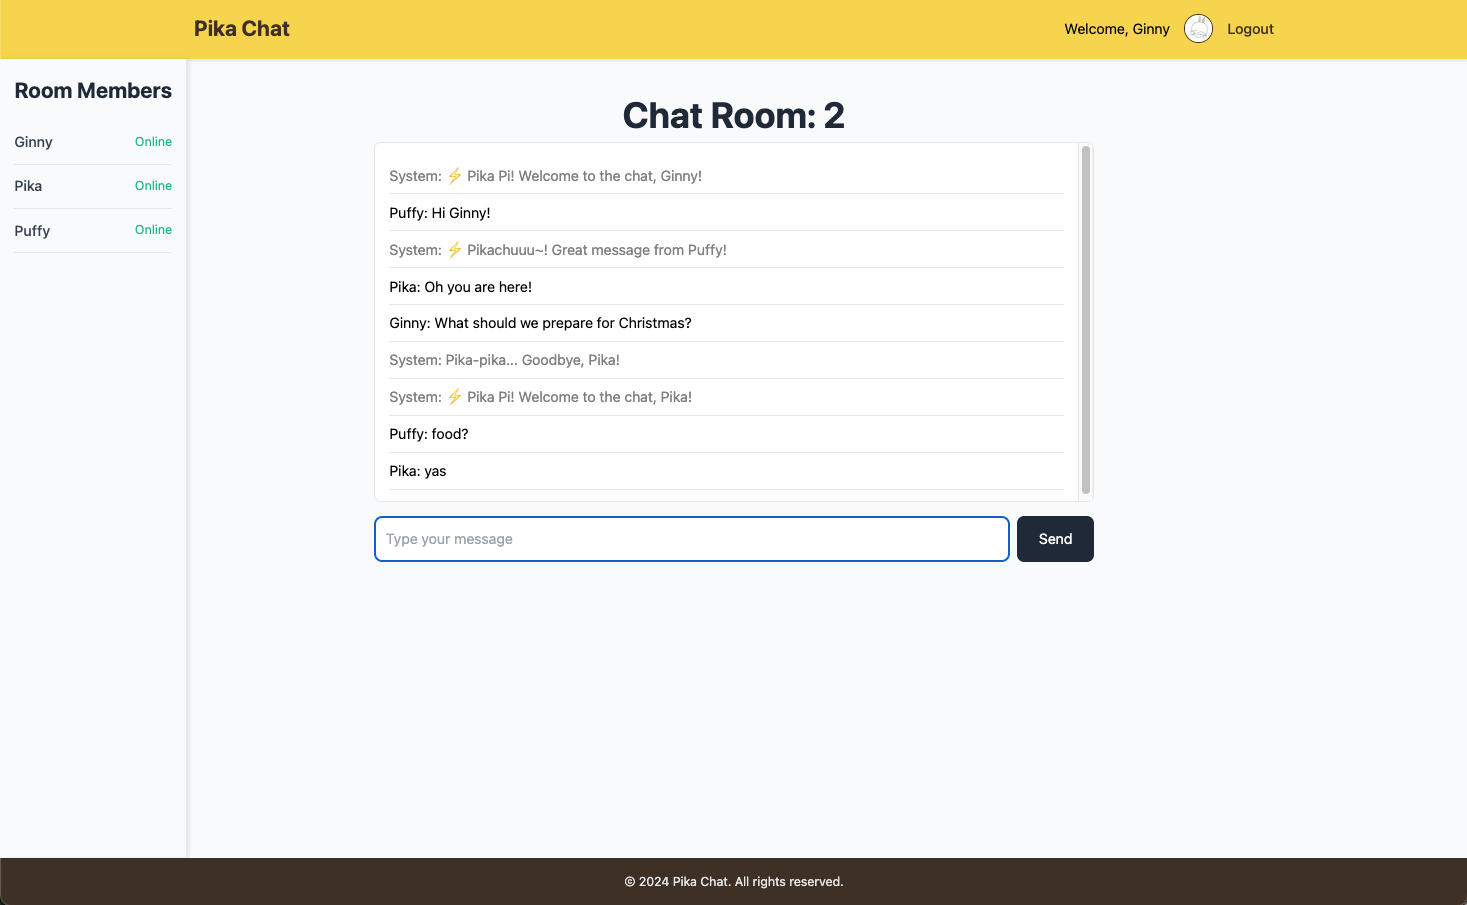 Pika Chat
Welcome, Ginny
Logout
Room Members
Ginny Online
Pika Online
Puffy Online
Chat Room: 2
System: ⚡ Pika Pi! Welcome to the chat, Ginny!
Puffy: Hi Ginny!
System: ⚡ Pikachuuu~! Great message from Puffy!
Pika: Oh you are here!
Ginny: What should we prepare for Christmas?
System: Pika-pika... Goodbye, Pika!
System: ⚡ Pika Pi! Welcome to the chat, Pika!
Puffy: food?
Pika: yas
Type your message
Send
© 2024 Pika Chat. All rights reserved.